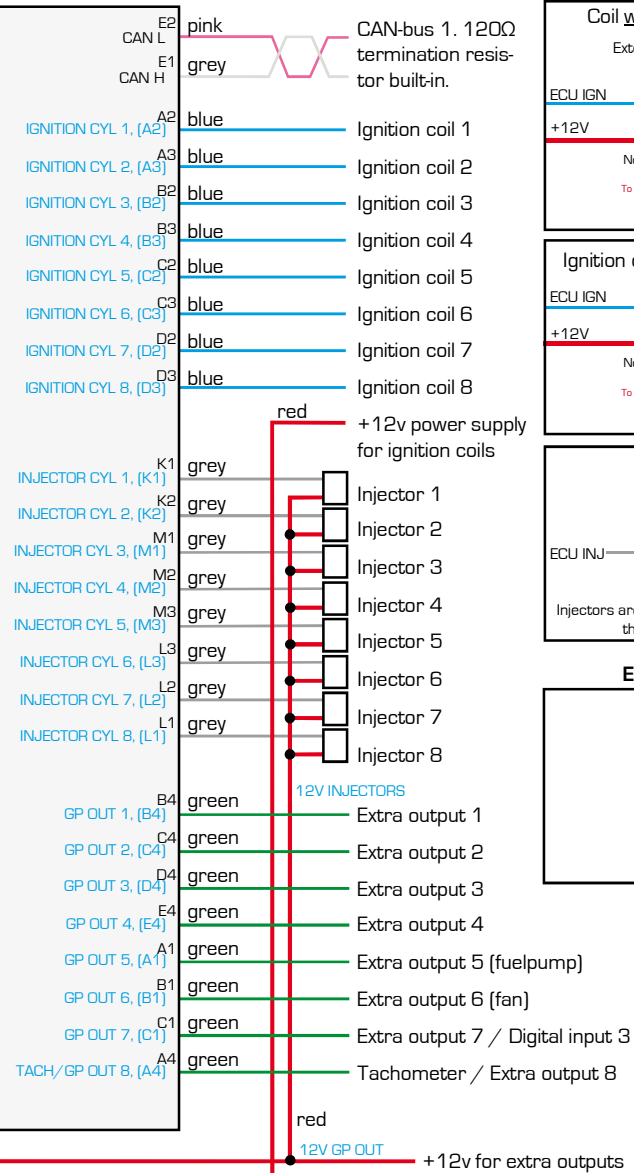 E2 pink
CAN L
E1 grey
CAN H
CAN-bus 1. 120Ω
termination resis-
tor built-in.
A2 blue
IGNITION CYL 1, (A2)
Ignition coil 1
A3 blue
IGNITION CYL 2, (A3)
Ignition coil 2
B2 blue
IGNITION CYL 3, (B2)
Ignition coil 3
B3 blue
IGNITION CYL 4, (B3)
Ignition coil 4
C2 blue
IGNITION CYL 5, (C2)
Ignition coil 5
C3 blue
IGNITION CYL 6, (C3)
Ignition coil 6
D2 blue
IGNITION CYL 7, (D2)
Ignition coil 7
D3 blue
IGNITION CYL 8, (D3)
Ignition coil 8
red
+12v power supply
for ignition coils
K1 grey
INJECTOR CYL 1, (K1)
Injector 1
K2 grey
INJECTOR CYL 2, (K2)
Injector 2
M1 grey
INJECTOR CYL 3, (M1)
Injector 3
M2 grey
INJECTOR CYL 4, (M2)
Injector 4
M3 grey
INJECTOR CYL 5, (M3)
Injector 5
L3 grey
INJECTOR CYL 6, (L3)
Injector 6
L2 grey
INJECTOR CYL 7, (L2)
Injector 7
L1 grey
INJECTOR CYL 8, (L1)
Injector 8
12V INJECTORS
B4 green
GP OUT 1, (B4)
Extra output 1
C4 green
GP OUT 2, (C4)
Extra output 2
D4 green
GP OUT 3, (D4)
Extra output 3
E4 green
GP OUT 4, (E4)
Extra output 4
A1 green
GP OUT 5, (A1)
Extra output 5 (fuelpump)
B1 green
GP OUT 6, (B1)
Extra output 6 (fan)
C1 green
GP OUT 7, (C1)
Extra output 7 / Digital input 3
A4 green
TACH/GP OUT 8, (A4)
Tachometer / Extra output 8
red
12V GP OUT
+12v for extra outputs
Coil
ECU IGN
+12V
To
Ignition
ECU IGN
+12V
To
ECU INJ
Injectors